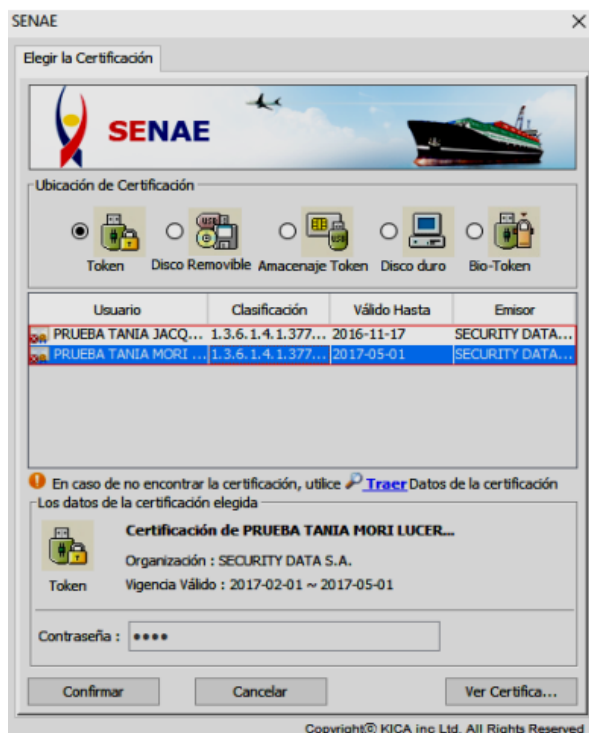 SENAE
Elegir la Certificación
SENAE
Ubicación de Certificación
Token Disco Removible Amacenaje Token Disco duro Bio-Token
Usuario Clasificación Válido Hasta Emisor
PRUEBA TANIA JACQ... 1.3.6.1.4.1.377... 2016-11-17 SECURITY DATA...
PRUEBA TANIA MORI ... 1.3.6.1.4.1.377... 2017-05-01 SECURITY DATA...
En caso de no encontrar la certificación, utilice Traer Datos de la certificación
Los datos de la certificación elegida
Certificación de PRUEBA TANIA MORI LUCER...
Organización : SECURITY DATA S.A.
Token Vigencia Válido : 2017-02-01 ~ 2017-05-01
Contraseña : ••••
Confirmar Cancelar Ver Certifica...
Copyright© KICA inc Ltd. All Rights Reserved